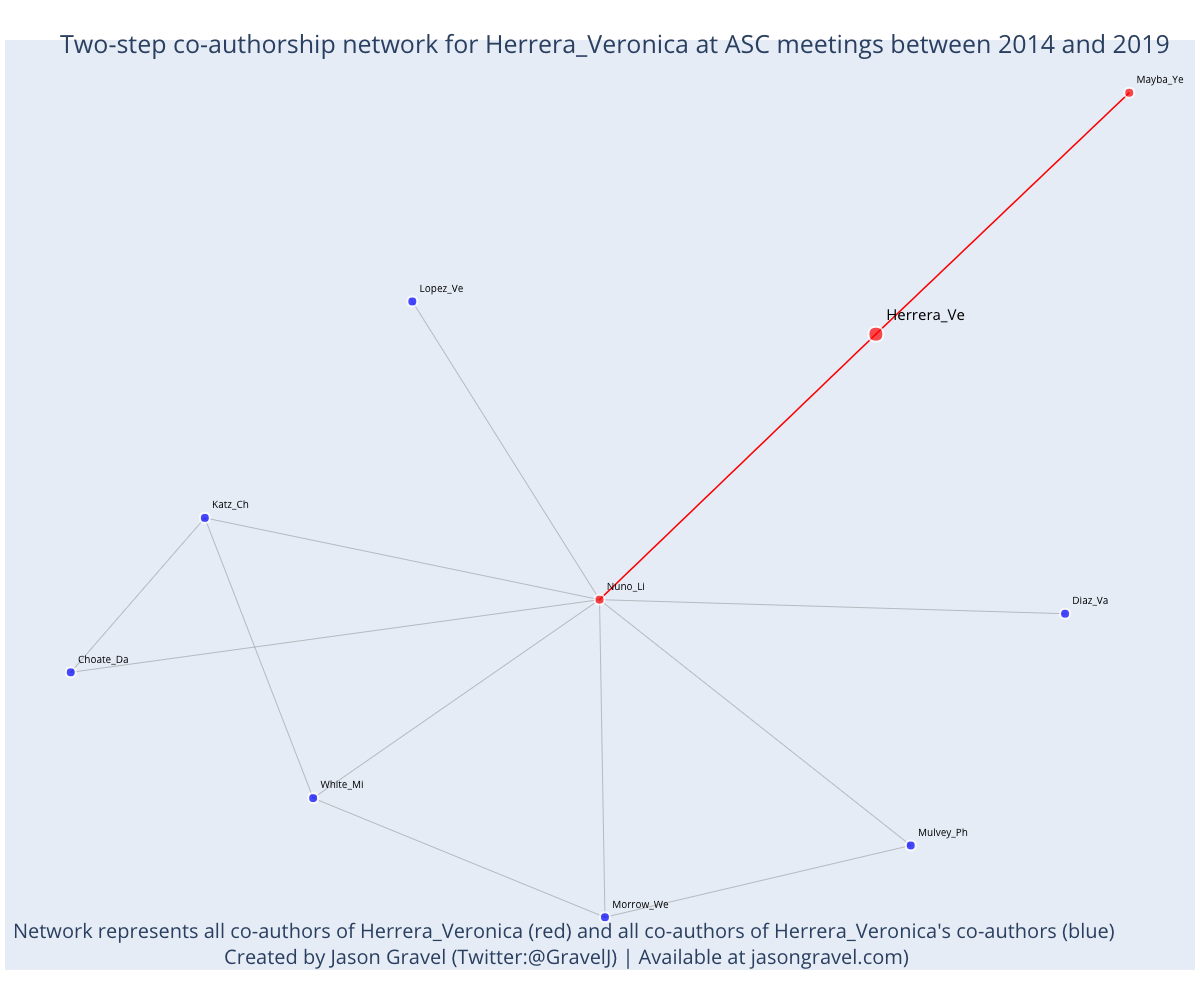 Two-step co-authorship network for Herrera_Veronica at ASC meetings between 2014 and 2019
Mayba_Ye
Lopez_Ve
Herrera_Ve
Katz_Ch
Nuno_Li
Diaz_Va
Choate_Da
White_Mi
Mulvey_Ph
Morrow_We
Network represents all co-authors of Herrera_Veronica (red) and all co-authors of Herrera_Veronica's co-authors (blue)
Created by Jason Gravel (Twitter:@GravelJ) | Available at jasongravel.com)